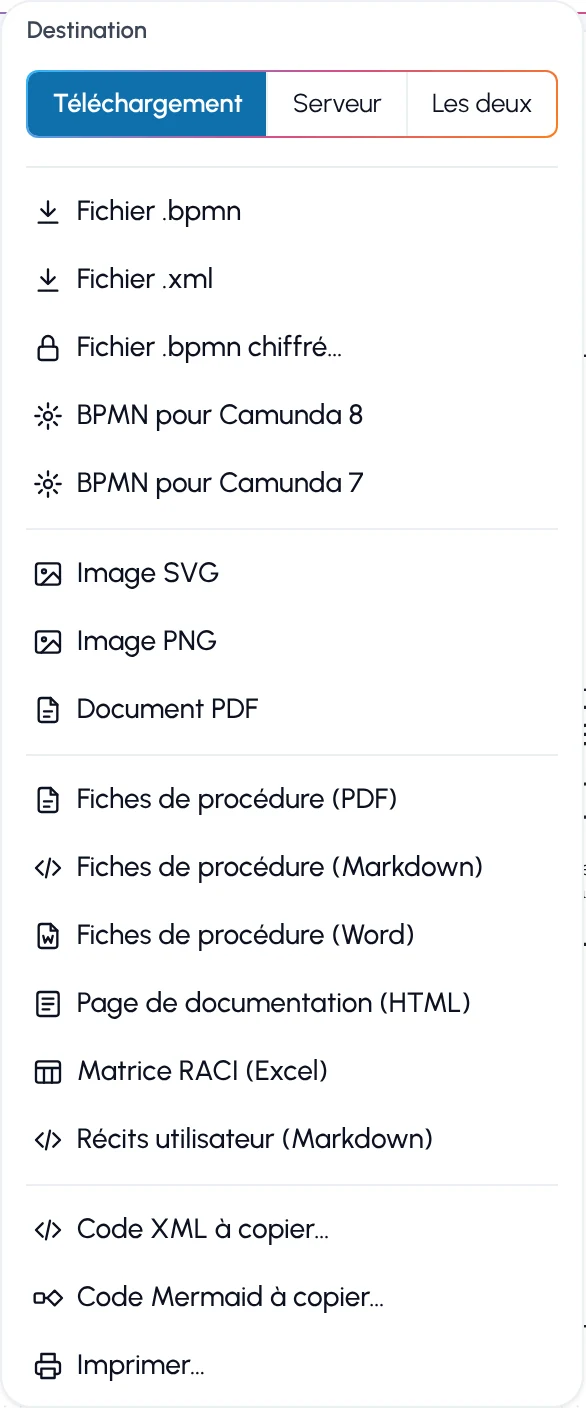 Destination
Téléchargement
Serveur
Les deux
Fichier .bpmn
Fichier .xml
Fichier .bpmn chiffré...
BPMN pour Camunda 8
BPMN pour Camunda 7
Image SVG
Image PNG
Document PDF
Fiches de procédure (PDF)
Fiches de procédure (Markdown)
Fiches de procédure (Word)
Page de documentation (HTML)
Matrice RACI (Excel)
Récits utilisateur (Markdown)
Code XML à copier...
Code Mermaid à copier...
Imprimer...